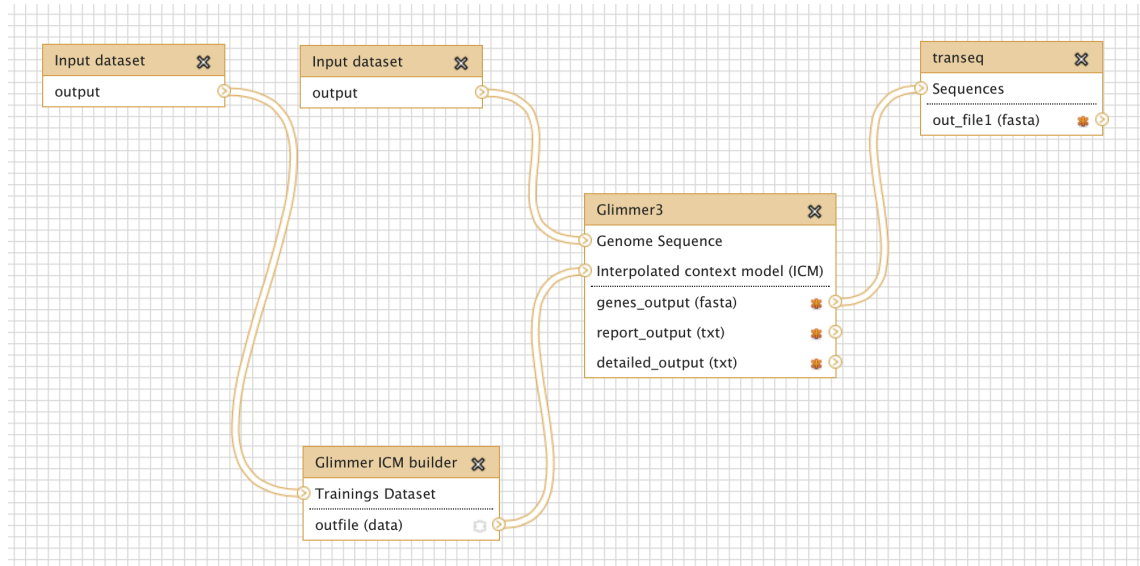 Input dataset
output
Input dataset
output
transeq
Sequences
out_file1 (fasta)
Glimmer3
Genome Sequence
Interpolated context model (ICM)
genes_output (fasta)
report_output (txt)
detailed_output (txt)
Glimmer ICM builder
Trainings Dataset
outfile (data)